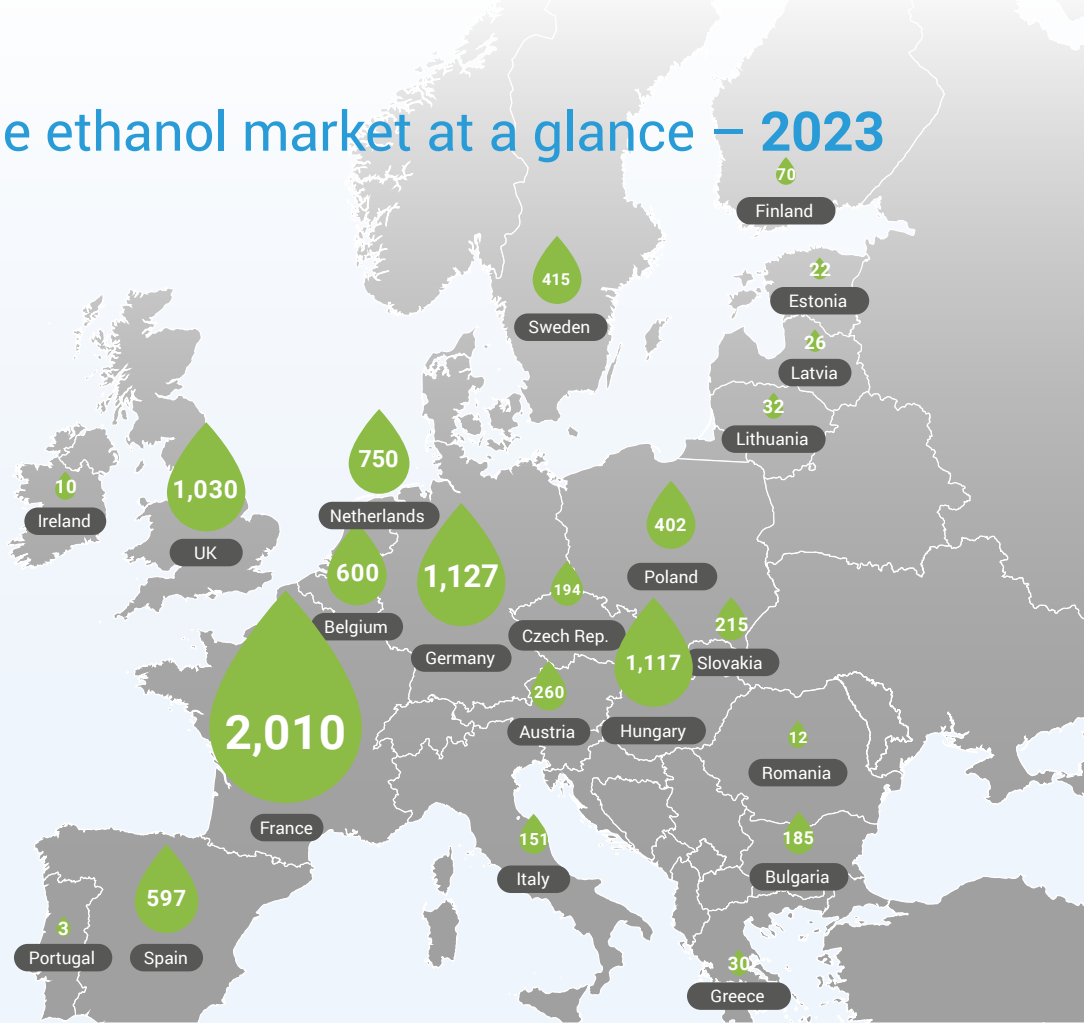 e ethanol market at a glance – 2023
70
Finland
415
Sweden
22
Estonia
26
Latvia
32
Lithuania
10
Ireland
1,030
UK
750
Netherlands
600
Belgium
1,127
Germany
402
Poland
194
Czech Rep.
215
Slovakia
1,117
Hungary
260
Austria
2,010
France
12
Romania
151
Italy
185
Bulgaria
597
Spain
3
Portugal
30
Greece